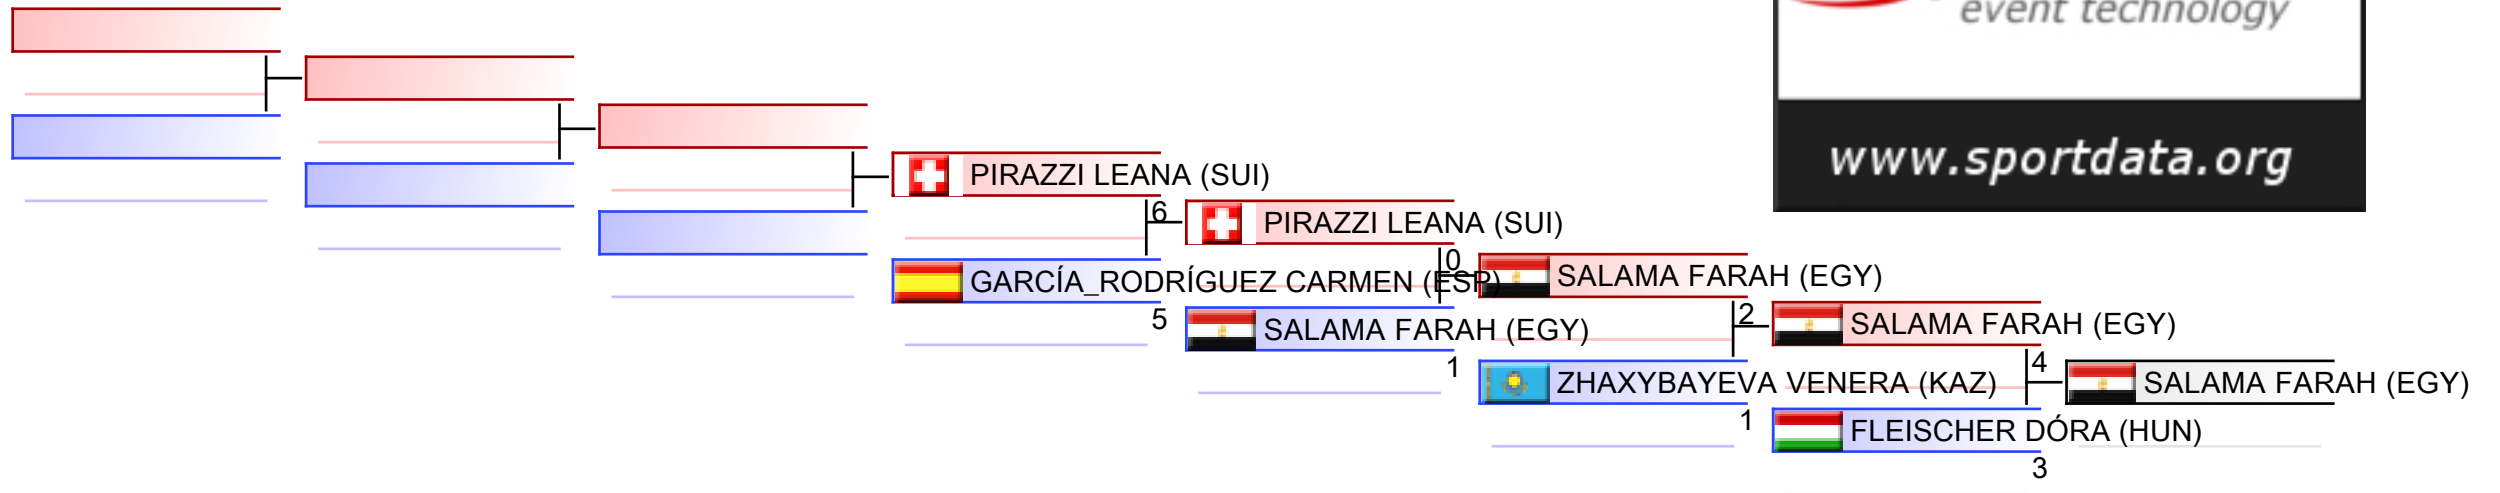 event technology
www.sportdata.org
PIRAZZI LEANA (SUI)
6
PIRAZZI LEANA (SUI)
0
GARCÍA_RODRÍGUEZ CARMEN (ESP)
5
SALAMA FARAH (EGY)
2
SALAMA FARAH (EGY)
1
SALAMA FARAH (EGY)
4
ZHAXYBAYEVA VENERA (KAZ)
1
SALAMA FARAH (EGY)
FLEISCHER DÓRA (HUN)
3